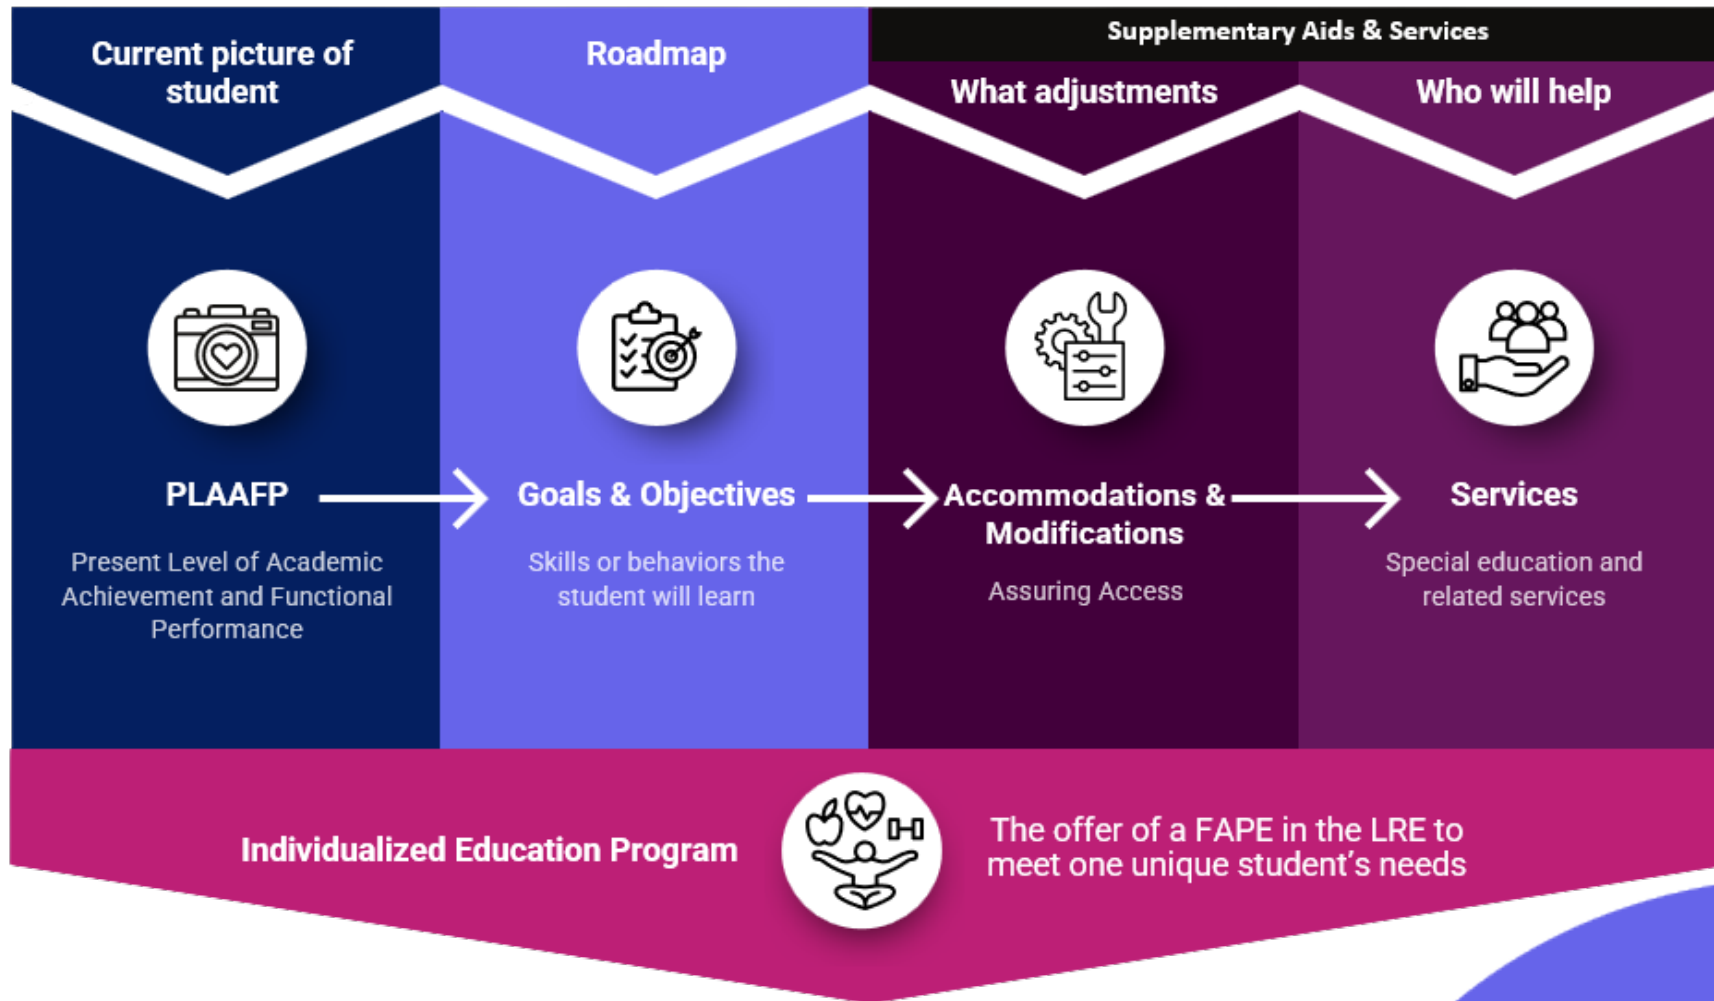 Current picture of
student
Roadmap
Supplementary Aids & Services
What adjustments
Who will help
PLAAFP
Present Level of Academic
Achievement and Functional
Performance
Goals & Objectives
Skills or behaviors the
student will learn
Accommodations &
Modifications
Assuring Access
Services
Special education and
related services
Individualized Education Program
The offer of a FAPE in the LRE to
meet one unique student’s needs